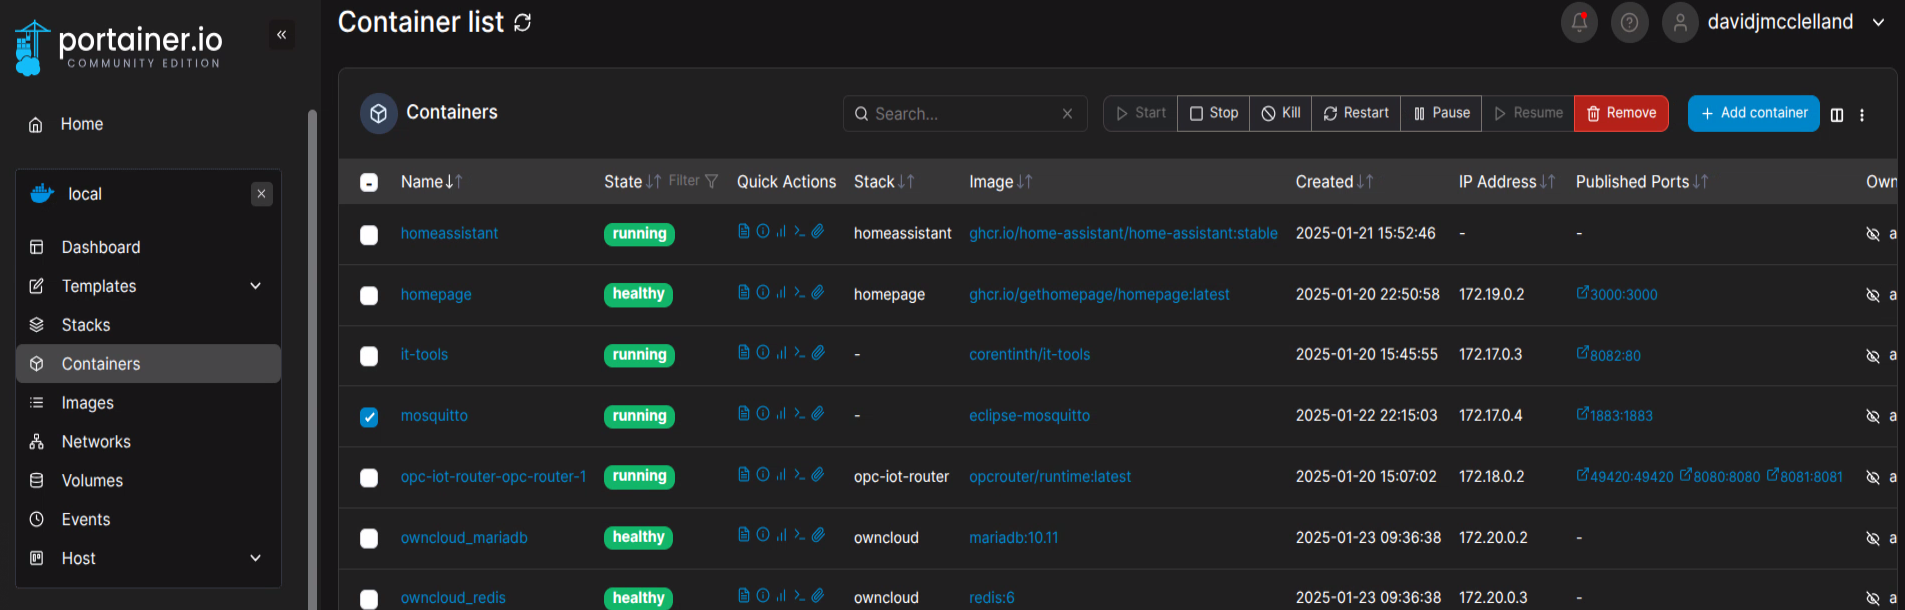 portainer.io
COMMUNITY EDITION
«
Home
local
Dashboard
Templates
Stacks
Containers
Images
Networks
Volumes
Events
Host
Container list
davidjmcclelland
Containers
Search...
Start Stop Kill Restart Pause Resume Remove
+ Add container
Name State Filter Quick Actions Stack Image Created IP Address Published Ports Own
homeassistant running homeassistant ghcr.io/home-assistant/home-assistant:stable 2025-01-21 15:52:46 - - a
homepage healthy homepage ghcr.io/gethomepage/homepage:latest 2025-01-20 22:50:58 172.19.0.2 3000:3000 a
it-tools running - corentinth/it-tools 2025-01-20 15:45:55 172.17.0.3 8082:80 a
mosquitto running - eclipse-mosquitto 2025-01-22 22:15:03 172.17.0.4 1883:1883 a
opc-iot-router-opc-router-1 running opc-iot-router opcrouter/runtime:latest 2025-01-20 15:07:02 172.18.0.2 49420:49420 8080:8080 8081:8081 a
owncloud_mariadb healthy owncloud mariadb:10.11 2025-01-23 09:36:38 172.20.0.2 - a
owncloud_redis healthy owncloud redis:6 2025-01-23 09:36:38 172.20.0.3 - a